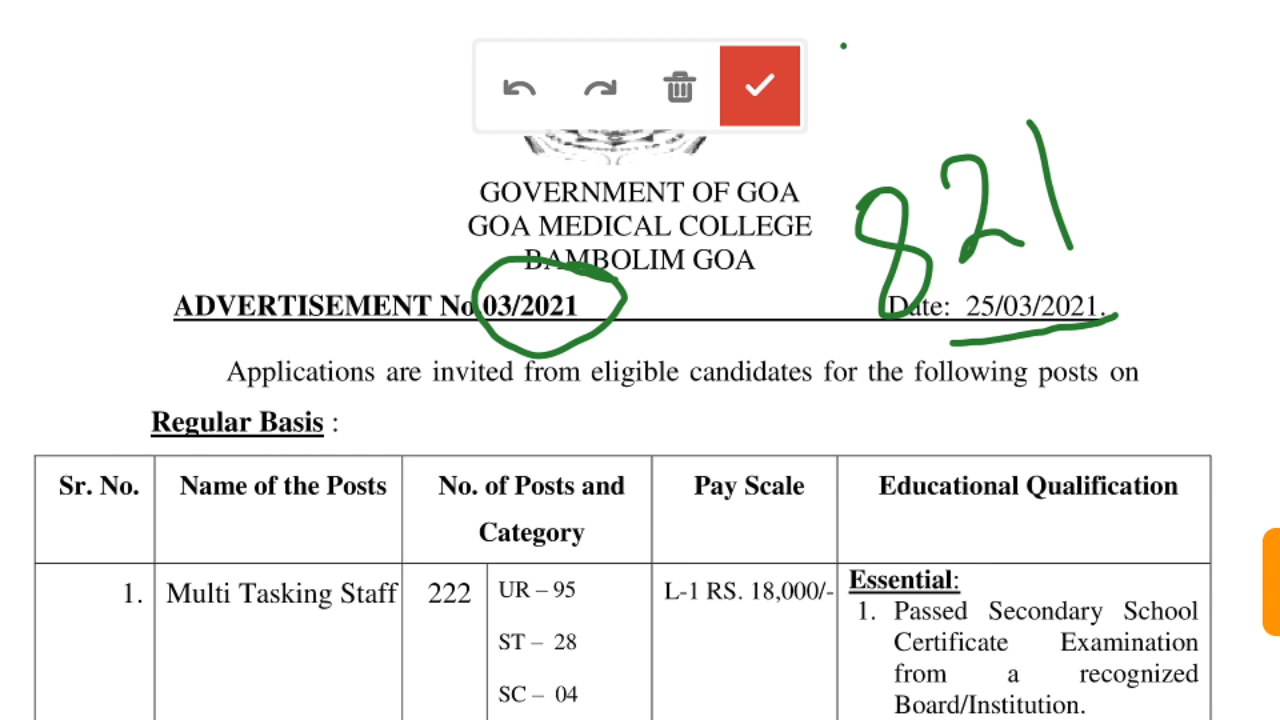 821
GOVERNMENT OF GOA
GOA MEDICAL COLLEGE
BAMBOLIM GOA
ADVERTISEMENT No 03/2021 Date: 25/03/2021.
Applications are invited from eligible candidates for the following posts on
Regular Basis :
Sr. No. Name of the Posts No. of Posts and Category Pay Scale Educational Qualification
1. Multi Tasking Staff 222 UR – 95 L-1 RS. 18,000/- Essential:
ST – 28
SC – 04
1. Passed Secondary School
Certificate Examination
from a recognized
Board/Institution.